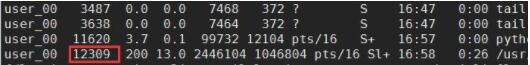 user_00 3487 0.0 0.0 7468 372 ? S 16:47 0:00 tail
user_00 3638 0.0 0.0 7464 372 ? S 16:47 0:00 tail
user_00 11620 3.7 0.1 99732 12104 pts/16 S+ 16:57 0:00 pyth
user_00 12309 200 13.0 2446104 1046804 pts/16 Sl+ 16:58 0:26 /usr